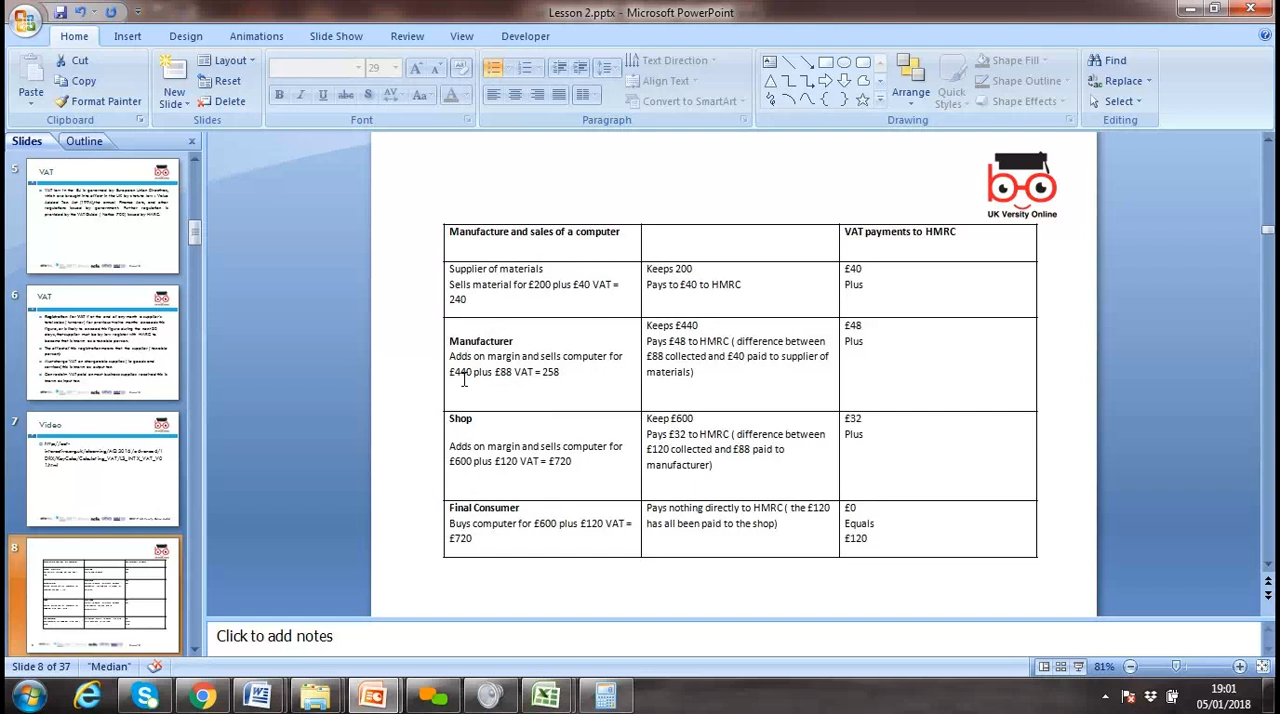 Lesson 2.pptx - Microsoft PowerPoint
Home Insert Design Animations Slide Show Review View Developer
Paste
Cut
Copy
Format Painter
Clipboard
New Slide
Layout
Reset
Delete
Slides
29
Font
Paragraph
Text Direction
Align Text
Convert to SmartArt
Arrange
Quick Styles
Shape Fill
Shape Outline
Shape Effects
Drawing
Find
Replace
Select
Editing
Slides Outline
5
VAT
6
VAT
7
Video
8
UK Versity Online
Manufacture and sales of a computer
VAT payments to HMRC
Supplier of materials
Sells material for £200 plus £40 VAT =
240
Keeps 200
Pays to £40 to HMRC
£40
Plus
Manufacturer
Adds on margin and sells computer for
£440 plus £88 VAT = 258
Keeps £440
Pays £48 to HMRC ( difference between
£88 collected and £40 paid to supplier of
materials)
£48
Plus
Shop
Adds on margin and sells computer for
£600 plus £120 VAT = £720
Keep £600
Pays £32 to HMRC ( difference between
£120 collected and £88 paid to
manufacturer)
£32
Plus
Final Consumer
Buys computer for £600 plus £120 VAT =
£720
Pays nothing directly to HMRC ( the £120
has all been paid to the shop)
£0
Equals
£120
Click to add notes
Slide 8 of 37 "Median" 81%
19:01
05/01/2018